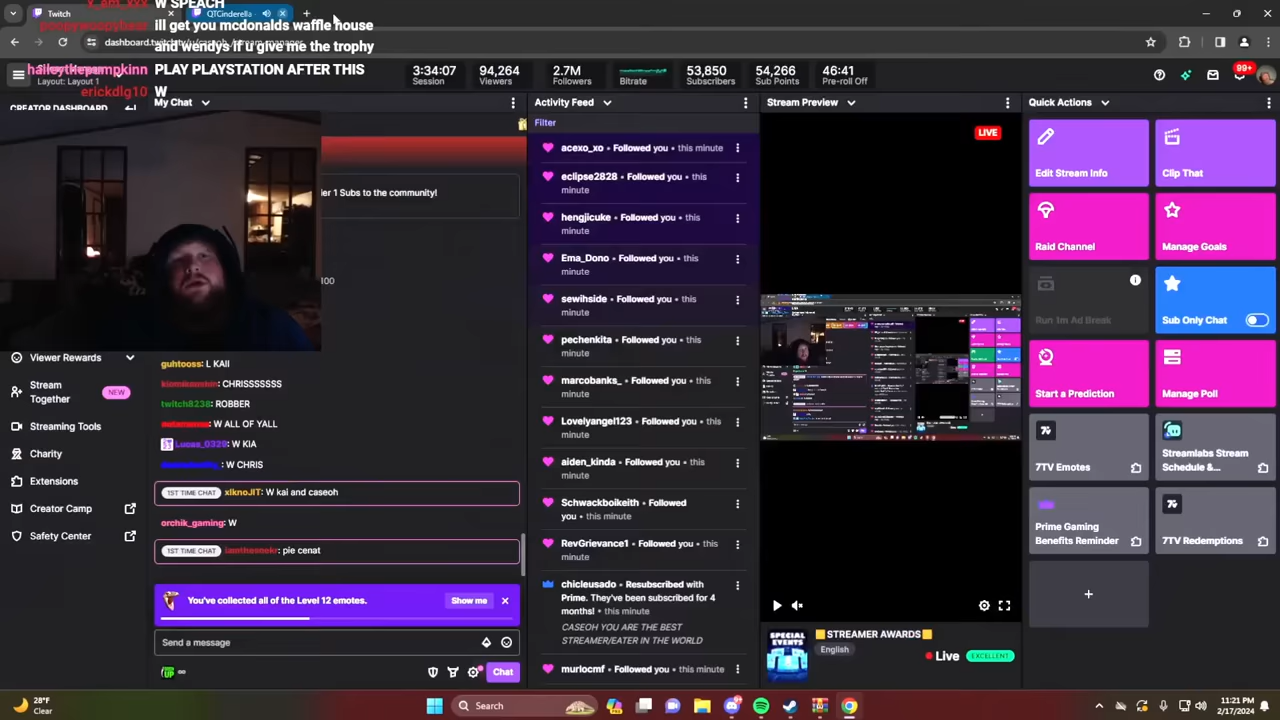 W SPEACH
Twitch
QTCinderella
ill get you mcdonalds waffle house
and wendys if u give me the trophy
PLAY PLAYSTATION AFTER THIS
erickdlg10
W
Layout: Layout 1
3:34:07
Session
94,264
Viewers
2.7M
Followers
Bitrate
53,850
Subscribers
54,266
Sub Points
46:41
Pre-roll Off
99+
CREATOR DASHBOARD
My Chat
Activity Feed
Stream Preview
Quick Actions
Filter
ier 1 Subs to the community!
Viewer Rewards
Stream
Together
NEW
Streaming Tools
Charity
Extensions
Creator Camp
Safety Center
guhtooss: L KAII
CHRISSSSSSS
twitch8238: ROBBER
W ALL OF YALL
Lucas_0328: W KIA
: W CHRIS
1ST TIME CHAT xlknoJIT: W kai and caseoh
orchik_gaming: W
1ST TIME CHAT iamthesnekr: pie cenat
You've collected all of the Level 12 emotes.
Show me
Send a message
Chat
acexo_xo • Followed you • this minute
eclipse2828 • Followed you • this
minute
hengjicuke • Followed you • this
minute
Ema_Dono • Followed you • this
minute
sewihside • Followed you • this
minute
pechenkita • Followed you • this
minute
Followed you • this
minute
Followed you • this
minute
Followed you • this
minute
Schwackboikeith • Followed
you • this minute
RevGrievance1 • Followed you • this
minute
chicleusado • Resubscribed with
Prime. They've been subscribed for 4
months! • this minute
CASEOH YOU ARE THE BEST
STREAMER/EATER IN THE WORLD
murlocmf • Followed you • this minute
LIVE
SPECIAL
EVENTS
STREAMER AWARDS
English
Live
EXCELLENT
Edit Stream Info
Clip That
Raid Channel
Manage Goals
Run 1m Ad Break
Sub Only Chat
Start a Prediction
Manage Poll
7TV Emotes
Streamlabs Stream
Schedule &...
Prime Gaming
Benefits Reminder
7TV Redemptions
28°F
Clear
Search
11:21 PM
2/17/2024